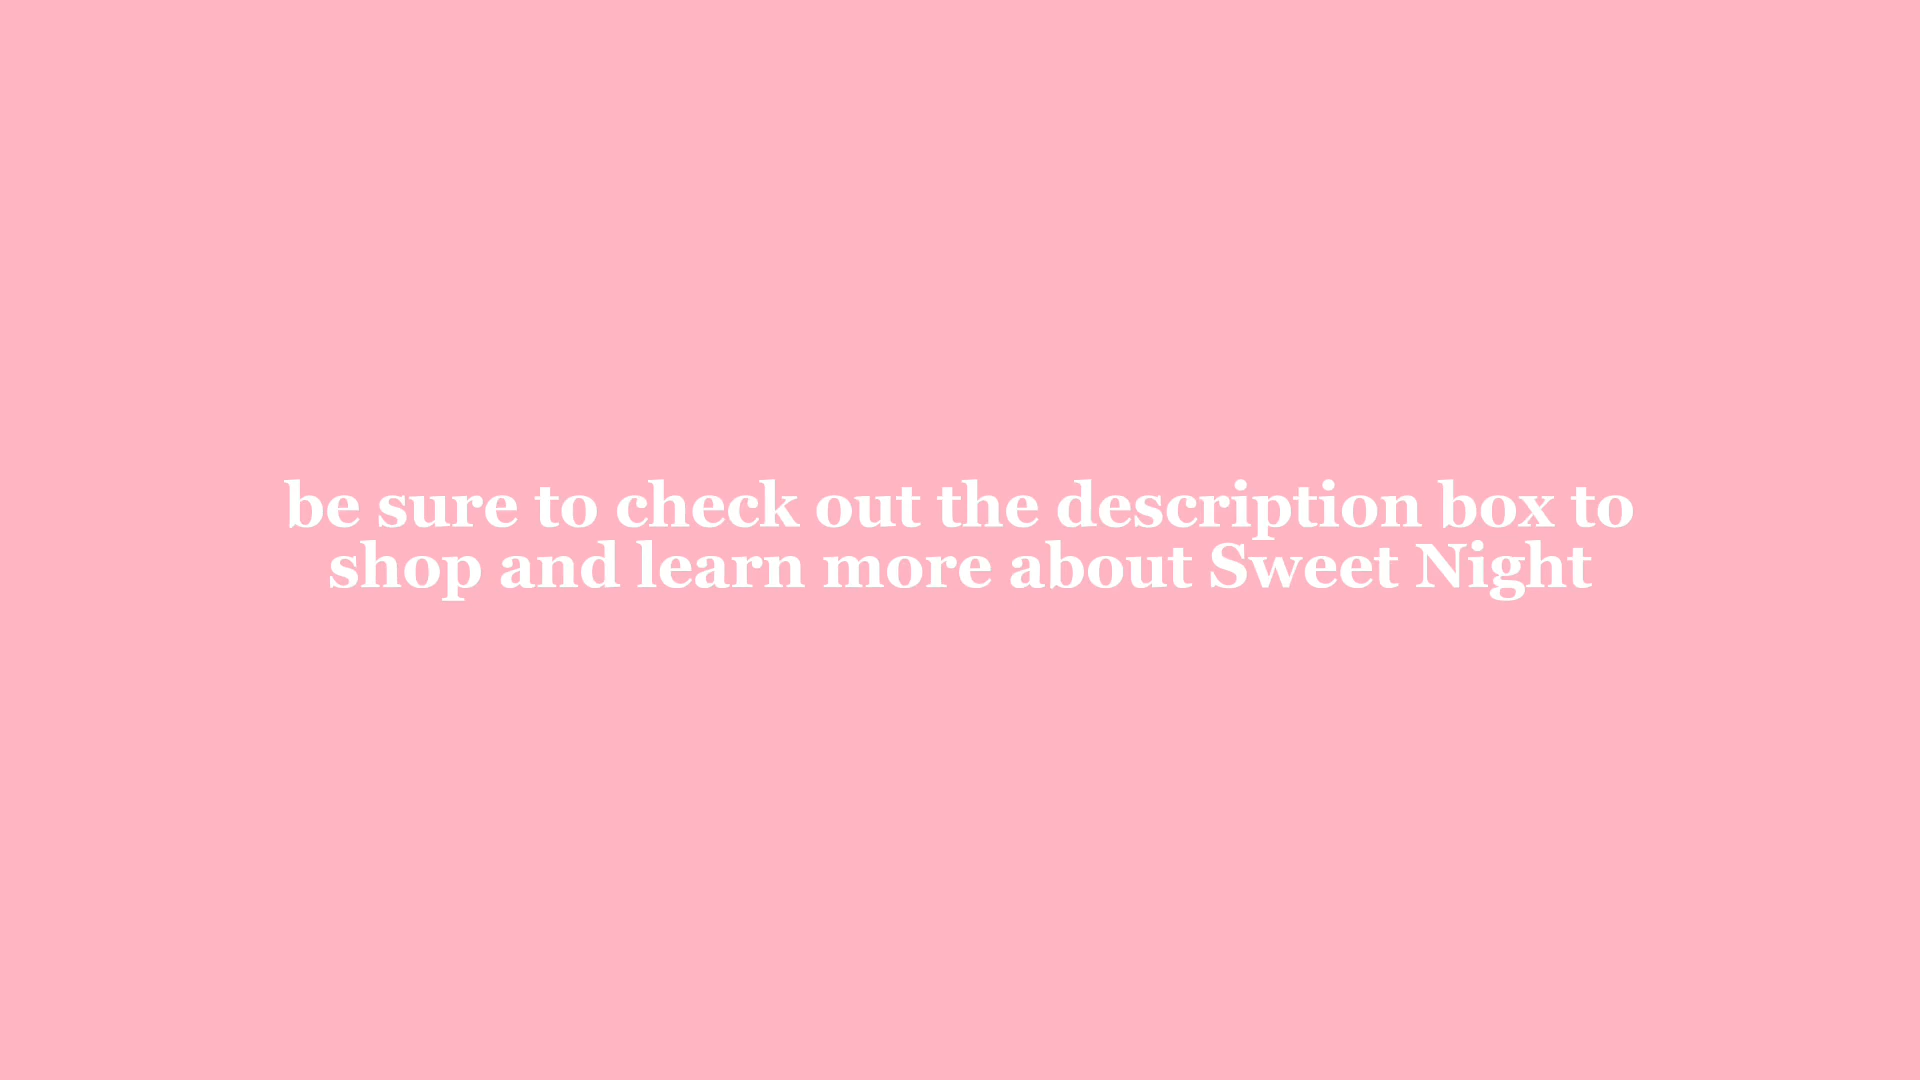 be sure to check out the description box to
shop and learn more about Sweet Night